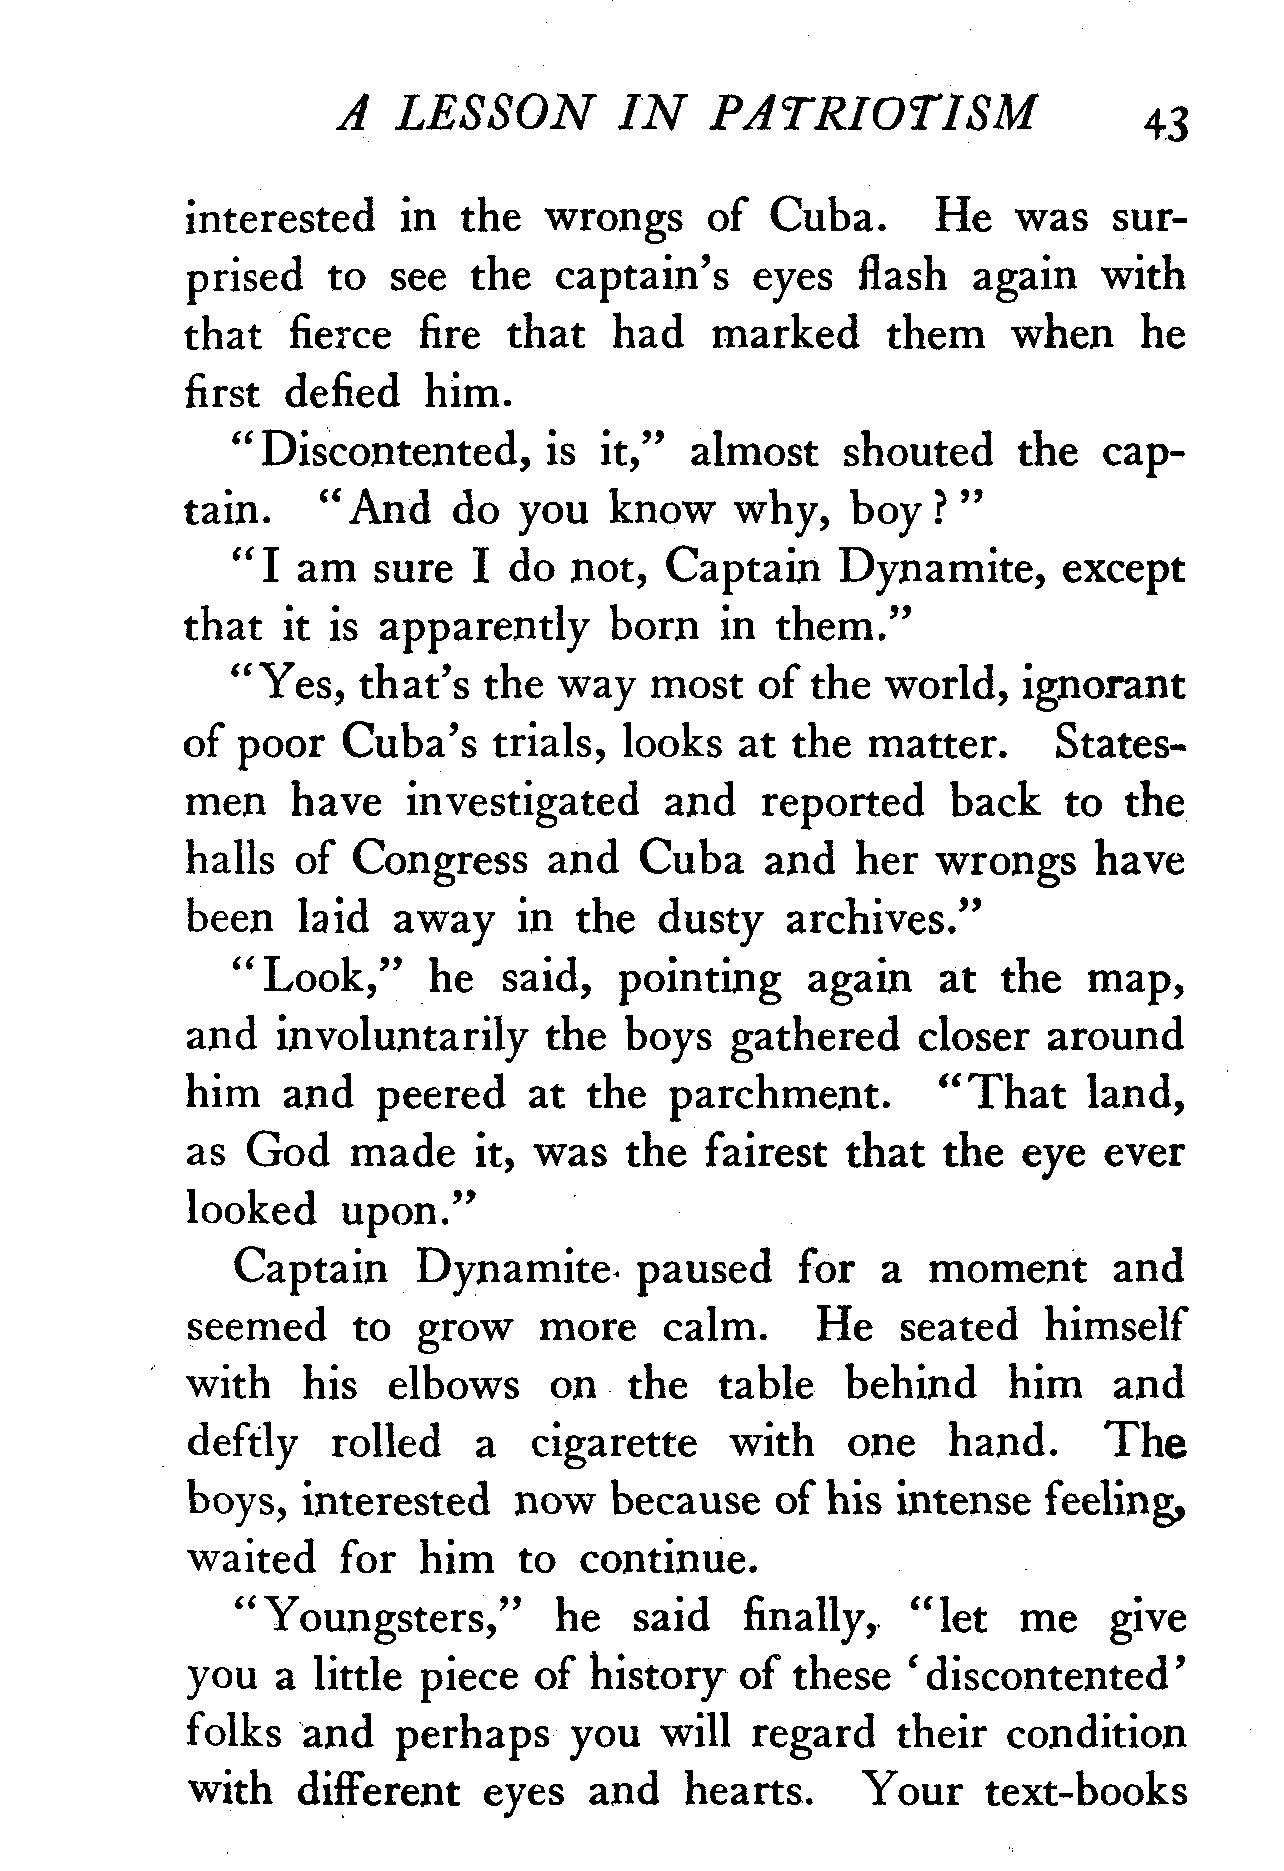 A LESSON IN PATRIOTISM 43
interested in the wrongs of Cuba. He was sur-
prised to see the captain's eyes flash again with
that fierce fire that had marked them when he
first defied him.
"Discontented, is it," almost shouted the cap-
tain. "And do you know why, boy?"
"I am sure I do not, Captain Dynamite, except
that it is apparently born in them."
"Yes, that's the way most of the world, ignorant
of poor Cuba's trials, looks at the matter. States-
men have investigated and reported back to the
halls of Congress and Cuba and her wrongs have
been laid away in the dusty archives."
"Look," he said, pointing again at the map,
and involuntarily the boys gathered closer around
him and peered at the parchment. "That land,
as God made it, was the fairest that the eye ever
looked upon."
Captain Dynamite paused for a moment and
seemed to grow more calm. He seated himself
with his elbows on the table behind him and
deftly rolled a cigarette with one hand. The
boys, interested now because of his intense feeling,
waited for him to continue.
"Youngsters," he said finally, "let me give
you a little piece of history of these 'discontented'
folks and perhaps you will regard their condition
with different eyes and hearts. Your text-books